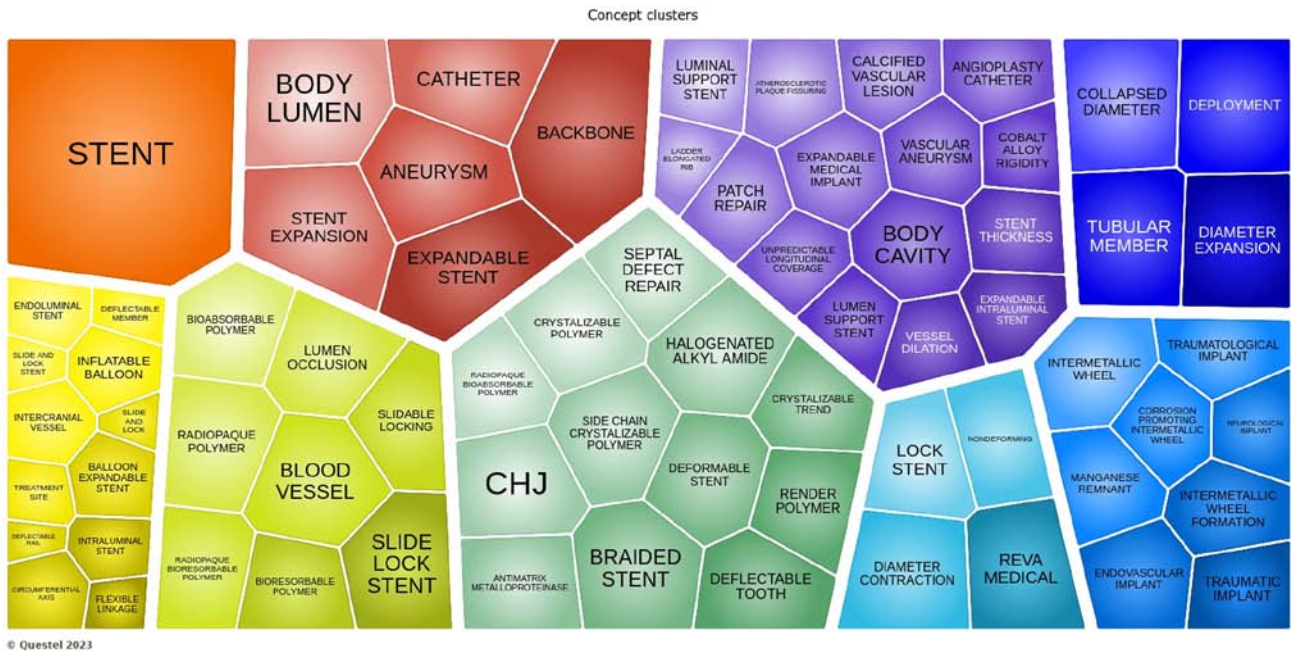 Concept clusters
STENT
BODY
LUMEN
CATHETER
BACKBONE
ANEURYSM
STENT
EXPANSION
EXPANDABLE
STENT
LUMINAL
SUPPORT
STENT
ATHEROSCLEROTIC
PLAQUE FISSURING
CALCIFIED
VASCULAR
LESION
ANGIOPLASTY
CATHETER
LADDER
ELONGATED
RIB
EXPANDABLE
MEDICAL
IMPLANT
VASCULAR
ANEURYSM
COBALT
ALLOY
RIGIDITY
PATCH
REPAIR
UNPREDICTABLE
LONGITUDINAL
COVERAGE
BODY
CAVITY
STENT
THICKNESS
LUMEN
SUPPORT
STENT
VESSEL
DILATION
EXPANDABLE
INTRALUMINAL
STENT
COLLAPSED
DIAMETER
DEPLOYMENT
TUBULAR
MEMBER
DIAMETER
EXPANSION
ENDOLUMINAL
STENT
DEFLECTABLE
MEMBER
SLIDE AND
LOCK
STENT
INFLATABLE
BALLOON
INTERCRANIAL
VESSEL
SLIDE
AND
LOCK
BALLOON
EXPANDABLE
STENT
TREATMENT
SITE
DEFLECTABLE
RAIL
INTRALUMINAL
STENT
CIRCUMFERENTIAL
AXIS
FLEXIBLE
LINKAGE
BIOABSORBABLE
POLYMER
LUMEN
OCCLUSION
SLIDABLE
LOCKING
RADIOPAQUE
POLYMER
BLOOD
VESSEL
RADIOPAQUE
BIORESORBABLE
POLYMER
BIORESORBABLE
POLYMER
SLIDE
LOCK
STENT
SEPTAL
DEFECT
REPAIR
CRYSTALIZABLE
POLYMER
HALOGENATED
ALKYL AMIDE
RADIOPAQUE
BIOABSORBABLE
POLYMER
SIDE CHAIN
CRYSTALIZABLE
POLYMER
CRYSTALIZABLE
TREND
CHJ
DEFORMABLE
STENT
RENDER
POLYMER
ANTIMATRIX
METALLOPROTEINASE
BRAIDED
STENT
DEFLECTABLE
TOOTH
LOCK
STENT
NONDEFORMING
DIAMETER
CONTRACTION
REVA
MEDICAL
INTERMETALLIC
WHEEL
TRAUMATOLOGICAL
IMPLANT
CORROSION
PROMOTING
INTERMETALLIC
WHEEL
NEUROLOGICAL
IMPLANT
MANGANESE
REMNANT
INTERMETALLIC
WHEEL
FORMATION
ENDOVASCULAR
IMPLANT
TRAUMATIC
IMPLANT
© Questel 2023